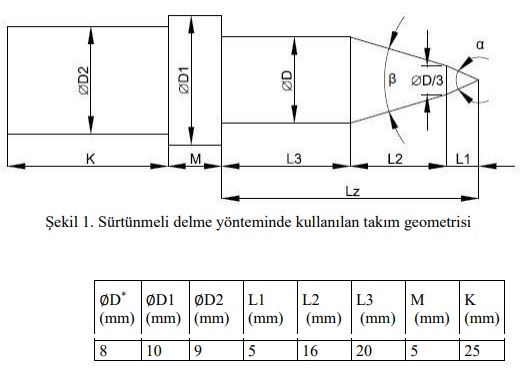 ØD2
ØD1
ØD
β
ØD/3
α
K
M
L3
L2
L1
Lz
Şekil 1. Sürtünmeli delme yönteminde kullanılan takım geometrisi
ØD* ØD1 ØD2 L1 L2 L3 M K
(mm) (mm) (mm) (mm) (mm) (mm) (mm) (mm)
8 10 9 5 16 20 5 25